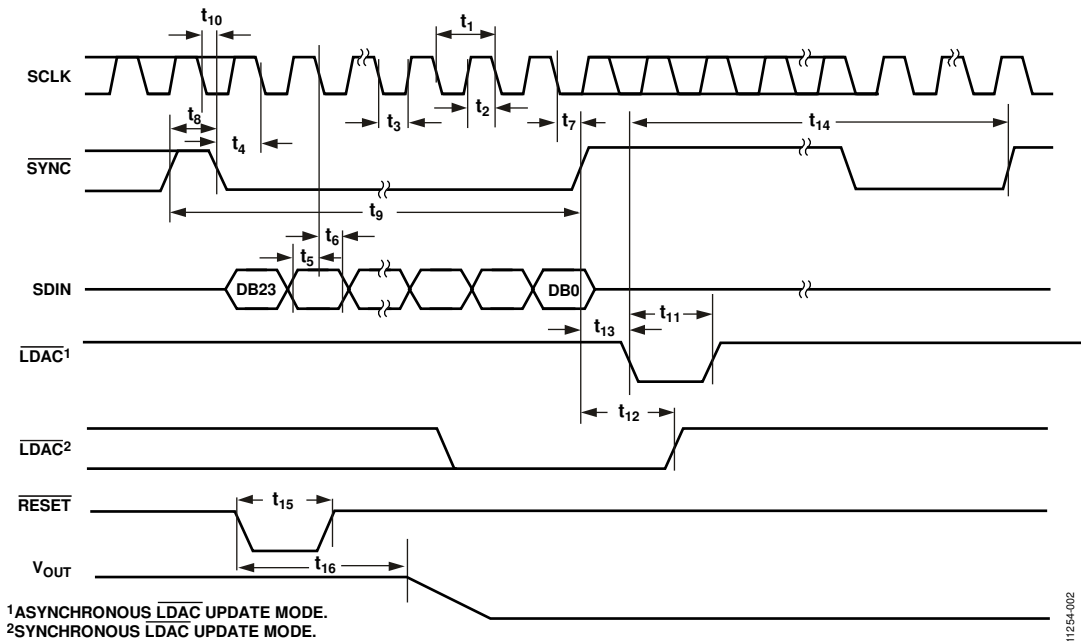 t10
t1
SCLK
t8
t4
t3
t2
t7
t14
SYNC
t9
t6
t5
SDIN
DB23
DB0
t13
t11
LDAC1
t12
LDAC2
RESET
t15
t16
VOUT
1ASYNCHRONOUS LDAC UPDATE MODE.
2SYNCHRONOUS LDAC UPDATE MODE.
11254-002